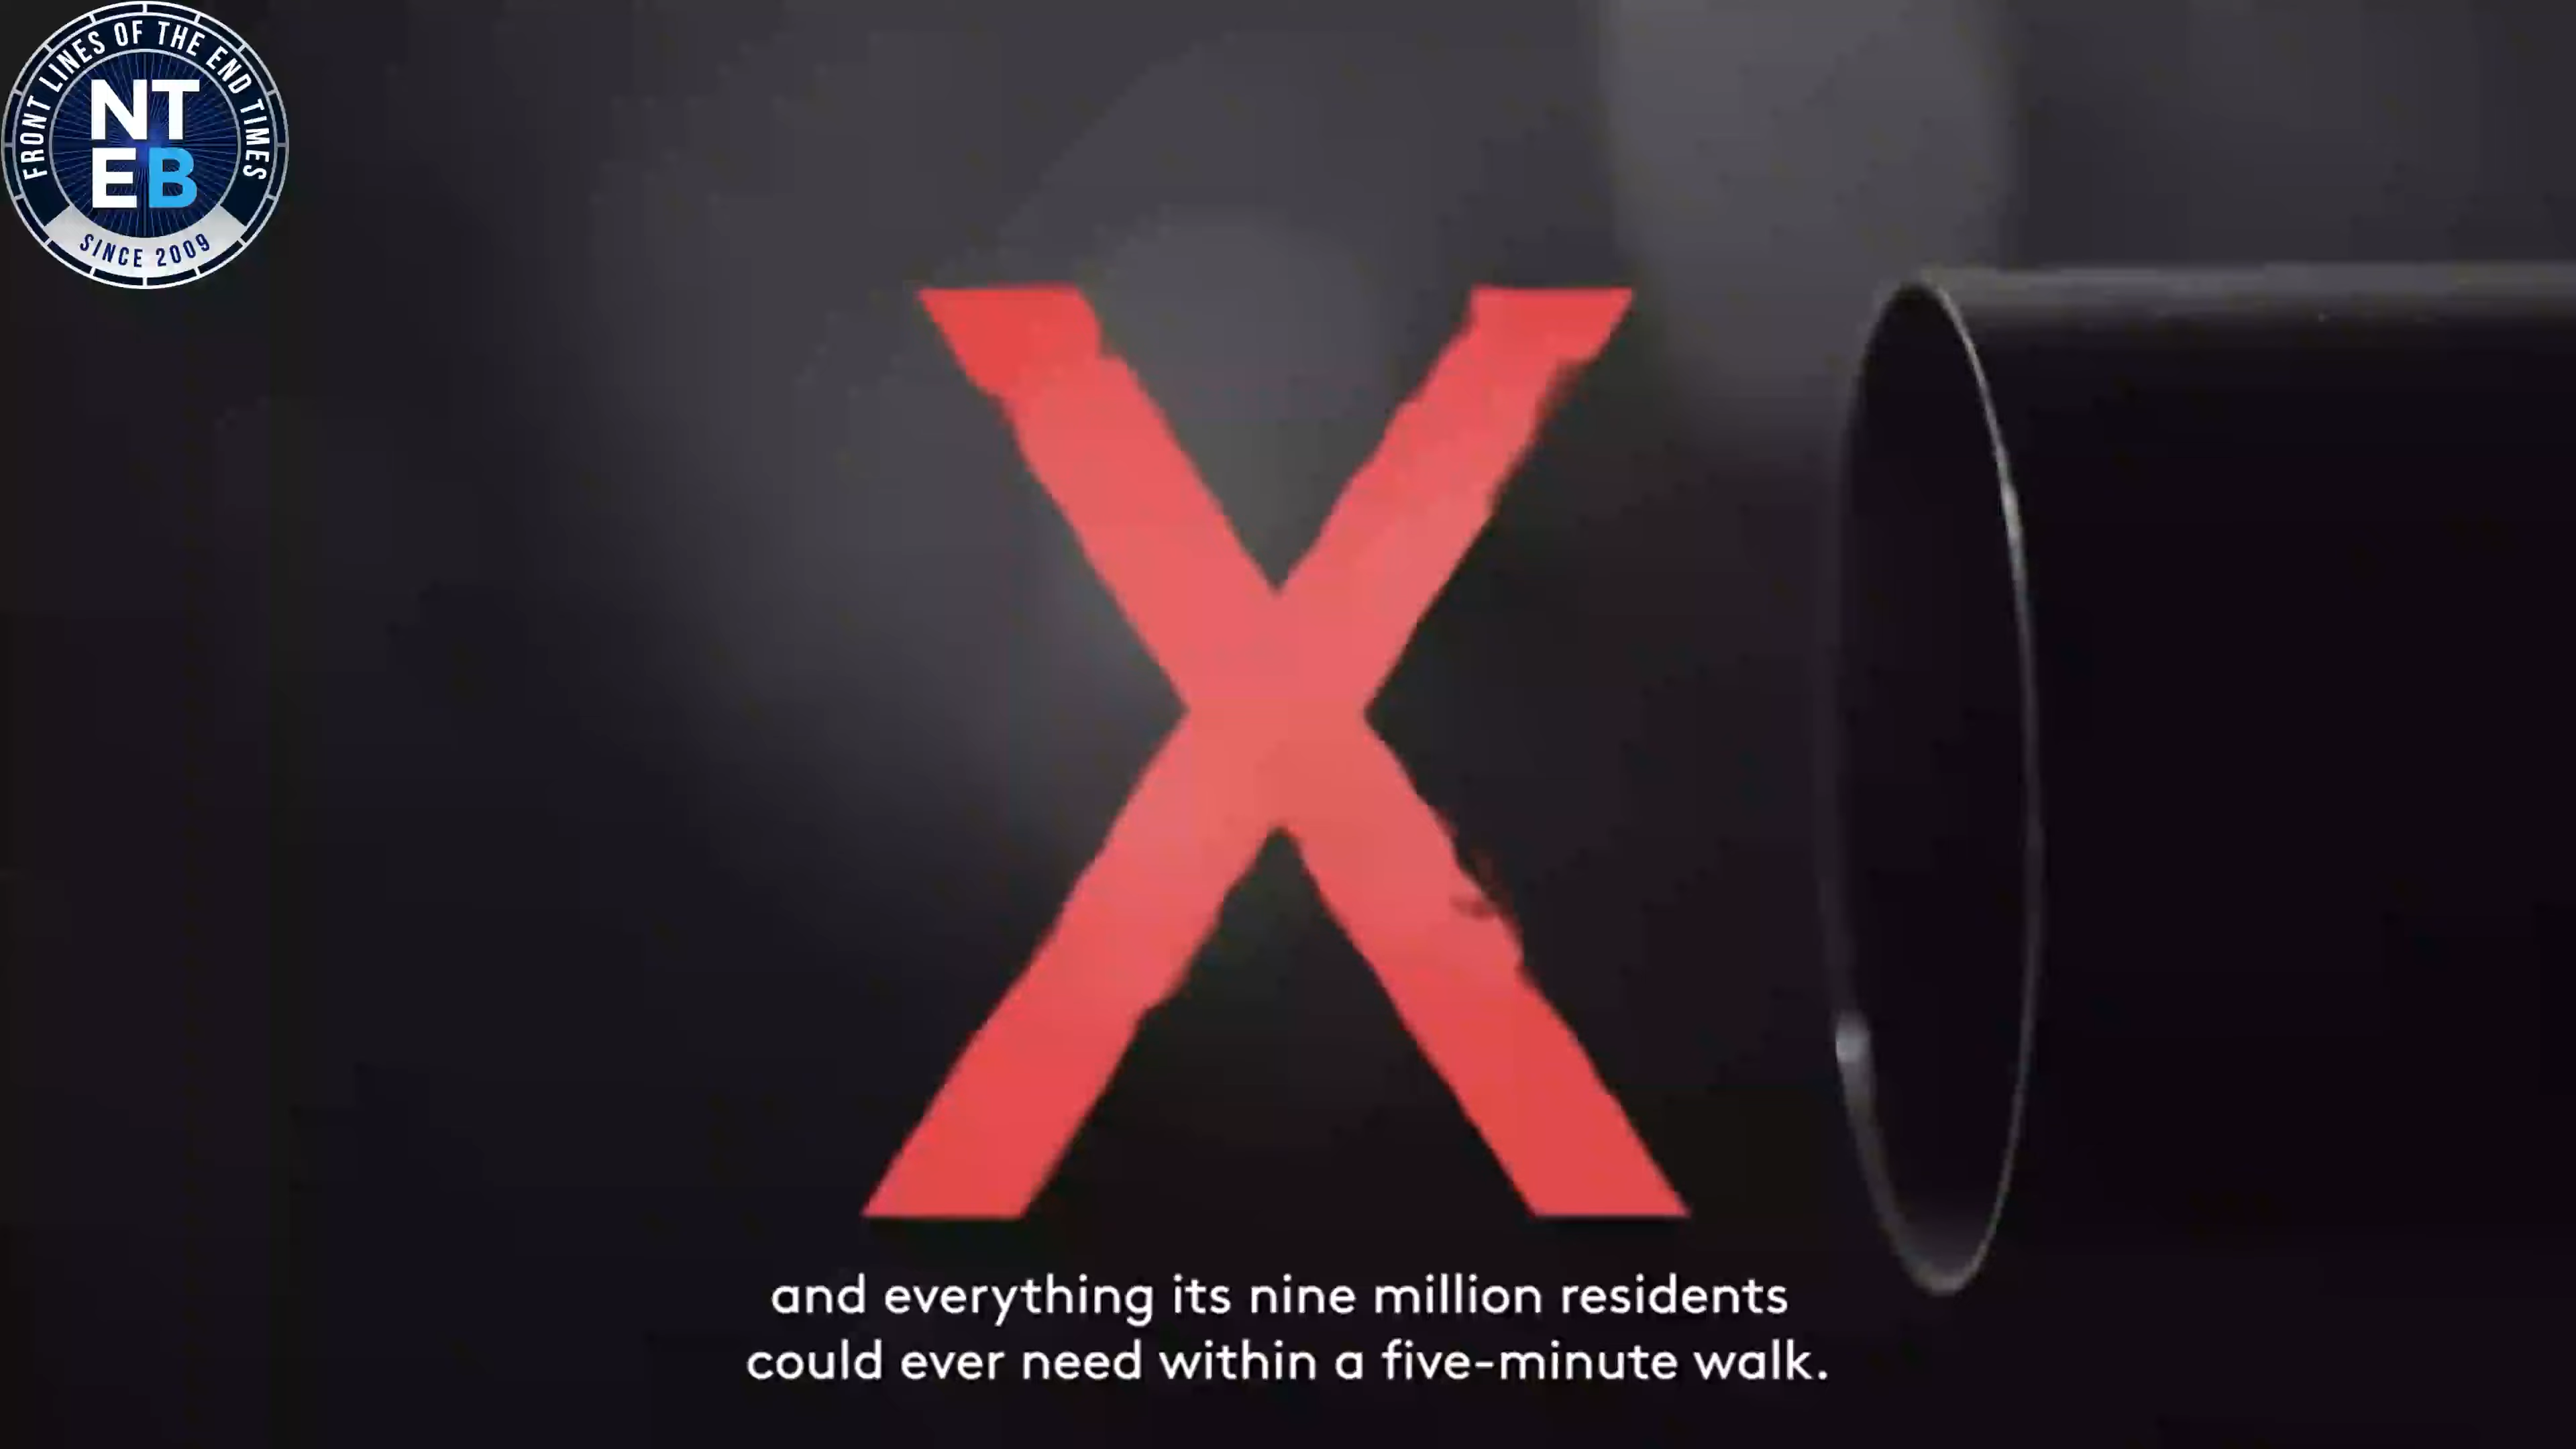 FRONT LINES OF THE END TIMES
NT
EB
SINCE 2009
X
and everything its nine million residents
could ever need within a five-minute walk.